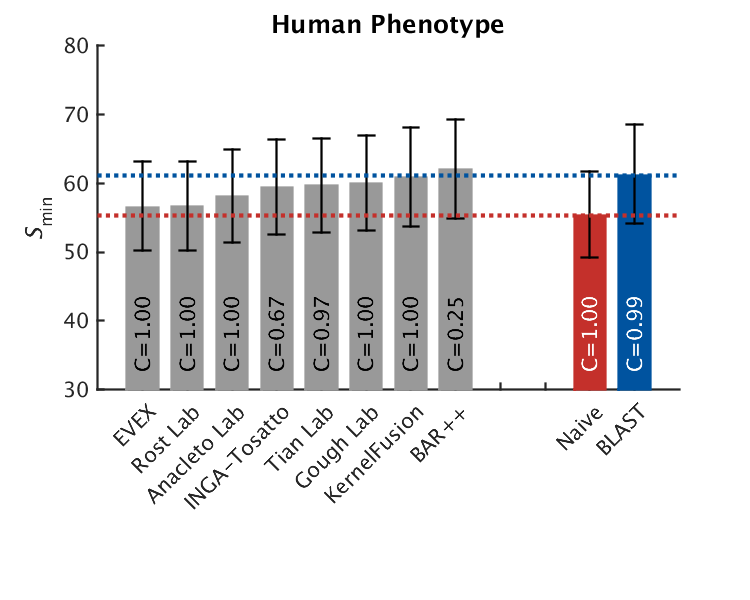 Human Phenotype
80
70
60
50
40
30
Smin
C=1.00
C=1.00
C=1.00
C=0.67
C=0.97
C=1.00
C=1.00
C=0.25
C=1.00
C=0.99
EVEX
Rost Lab
Anacleto Lab
INGA-Tosatto
Tian Lab
Gough Lab
KernelFusion
BAR++
Naive
BLAST